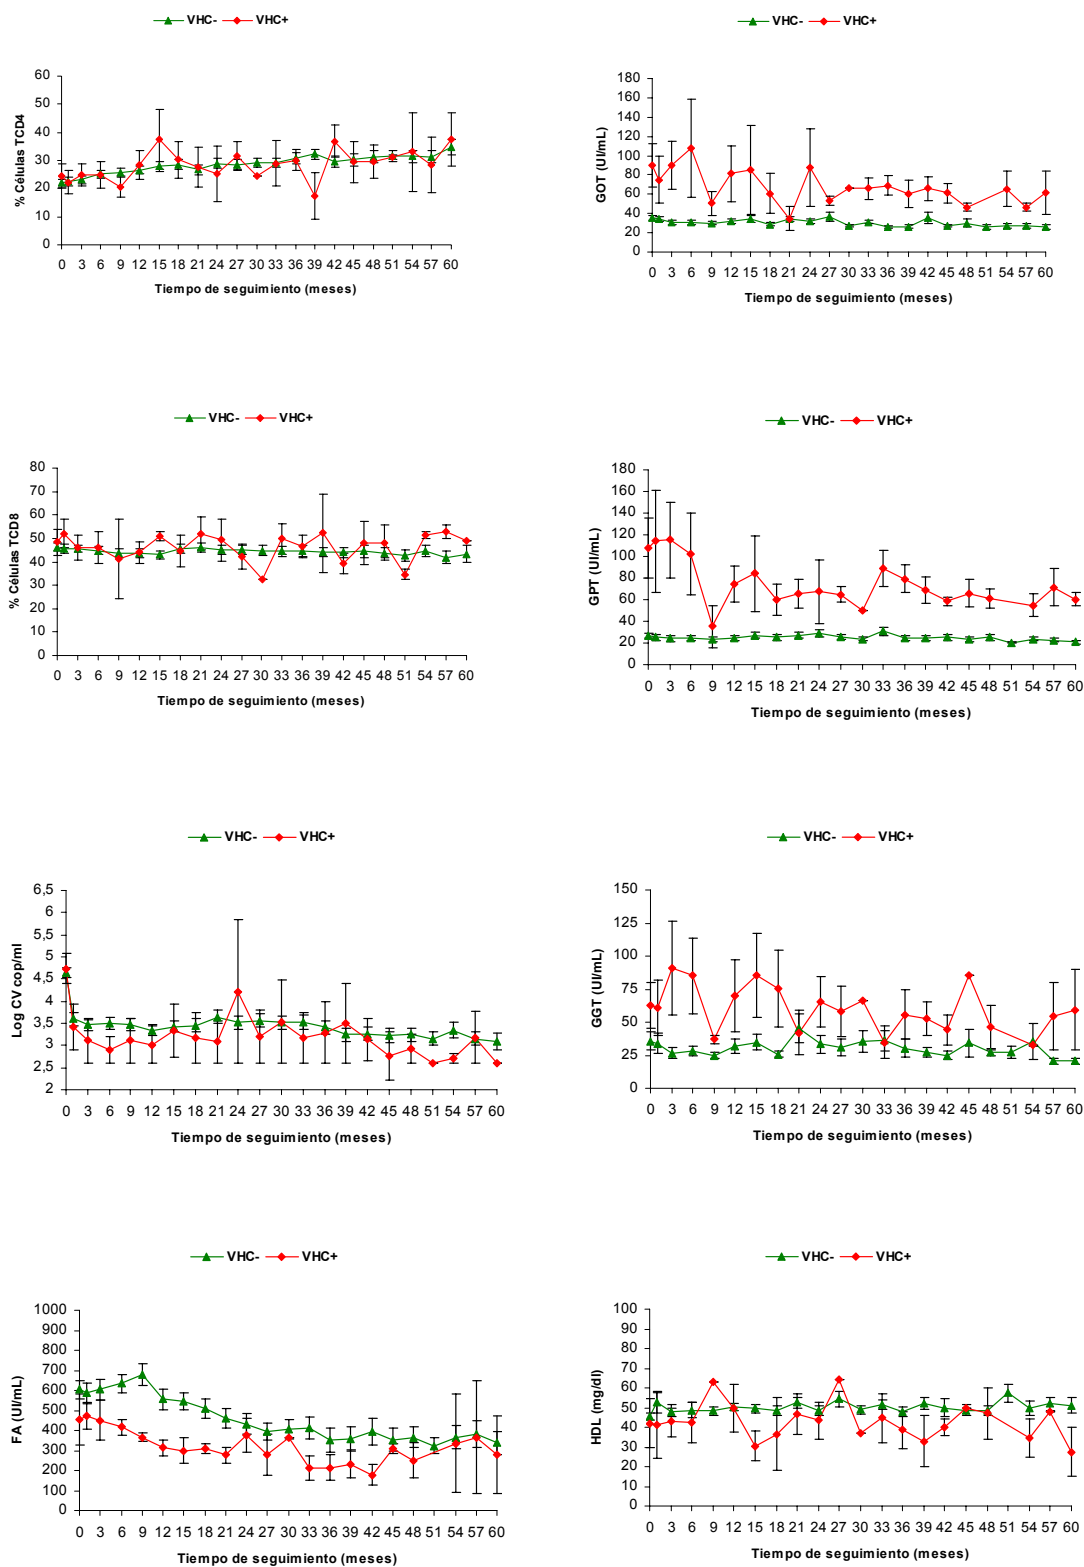 VHC- VHC+
% Células TCD4
60
50
40
30
20
10
0
0 3 6 9 12 15 18 21 24 27 30 33 36 39 42 45 48 51 54 57 60
Tiempo de seguimiento (meses)
VHC- VHC+
GOT (UI/mL)
180
160
140
120
100
80
60
40
20
0
0 3 6 9 12 15 18 21 24 27 30 33 36 39 42 45 48 51 54 57 60
Tiempo de seguimiento (meses)
VHC- VHC+
% Células TCD8
80
70
60
50
40
30
20
10
0
0 3 6 9 12 15 18 21 24 27 30 33 36 39 42 45 48 51 54 57 60
Tiempo de seguimiento (meses)
VHC- VHC+
GPT (UI/mL)
180
160
140
120
100
80
60
40
20
0
0 3 6 9 12 15 18 21 24 27 30 33 36 39 42 45 48 51 54 57 60
Tiempo de seguimiento (meses)
VHC- VHC+
Log CV cop/ml
6,5
6
5,5
5
4,5
4
3,5
3
2,5
2
0 3 6 9 12 15 18 21 24 27 30 33 36 39 42 45 48 51 54 57 60
Tiempo de seguimiento (meses)
VHC- VHC+
GGT (UI/mL)
150
125
100
75
50
25
0
0 3 6 9 12 15 18 21 24 27 30 33 36 39 42 45 48 51 54 57 60
Tiempo de seguimiento (meses)
VHC- VHC+
FA (UI/mL)
1000
900
800
700
600
500
400
300
200
100
0
0 3 6 9 12 15 18 21 24 27 30 33 36 39 42 45 48 51 54 57 60
Tiempo de seguimiento (meses)
VHC- VHC+
HDL (mg/dl)
100
90
80
70
60
50
40
30
20
10
0
0 3 6 9 12 15 18 21 24 27 30 33 36 39 42 45 48 51 54 57 60
Tiempo de seguimiento (meses)